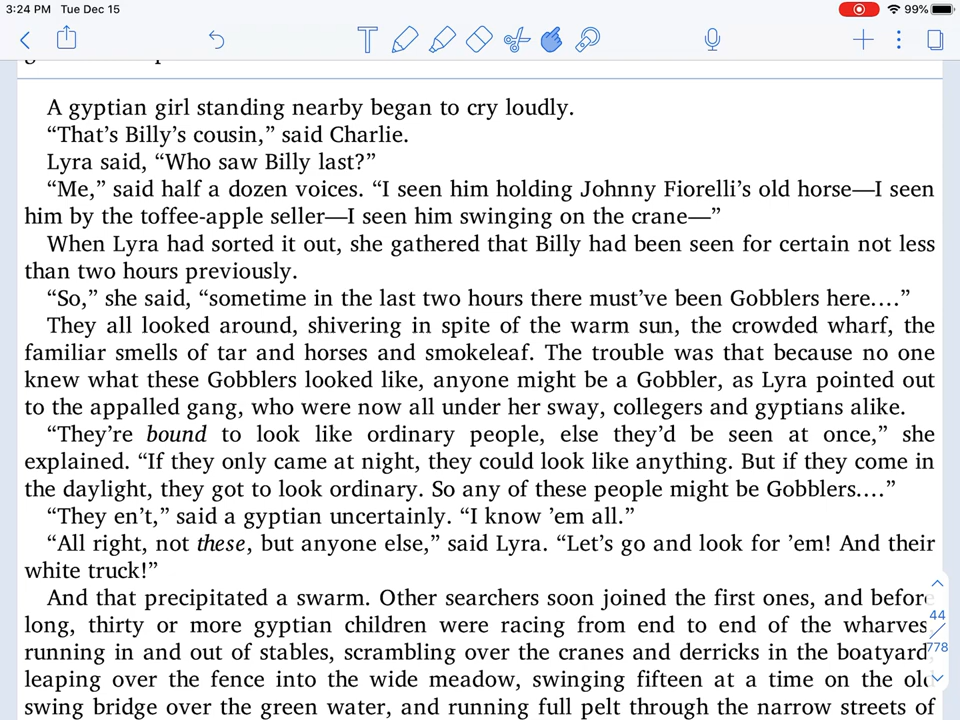 3:24 PM Tue Dec 15
99%
A gyptian girl standing nearby began to cry loudly.
“That’s Billy’s cousin,” said Charlie.
Lyra said, “Who saw Billy last?”
“Me,” said half a dozen voices. “I seen him holding Johnny Fiorelli’s old horse—I seen
him by the toffee-apple seller—I seen him swinging on the crane—”
When Lyra had sorted it out, she gathered that Billy had been seen for certain not less
than two hours previously.
“So,” she said, “sometime in the last two hours there must’ve been Gobblers here.…”
They all looked around, shivering in spite of the warm sun, the crowded wharf, the
familiar smells of tar and horses and smokeleaf. The trouble was that because no one
knew what these Gobblers looked like, anyone might be a Gobbler, as Lyra pointed out
to the appalled gang, who were now all under her sway, collegers and gyptians alike.
“They’re bound to look like ordinary people, else they’d be seen at once,” she
explained. “If they only came at night, they could look like anything. But if they come in
the daylight, they got to look ordinary. So any of these people might be Gobblers.…”
“They en’t,” said a gyptian uncertainly. “I know ’em all.”
“All right, not these, but anyone else,” said Lyra. “Let’s go and look for ’em! And their
white truck!”
And that precipitated a swarm. Other searchers soon joined the first ones, and before
long, thirty or more gyptian children were racing from end to end of the wharves,
running in and out of stables, scrambling over the cranes and derricks in the boatyard,
leaping over the fence into the wide meadow, swinging fifteen at a time on the old
swing bridge over the green water, and running full pelt through the narrow streets of
44
778